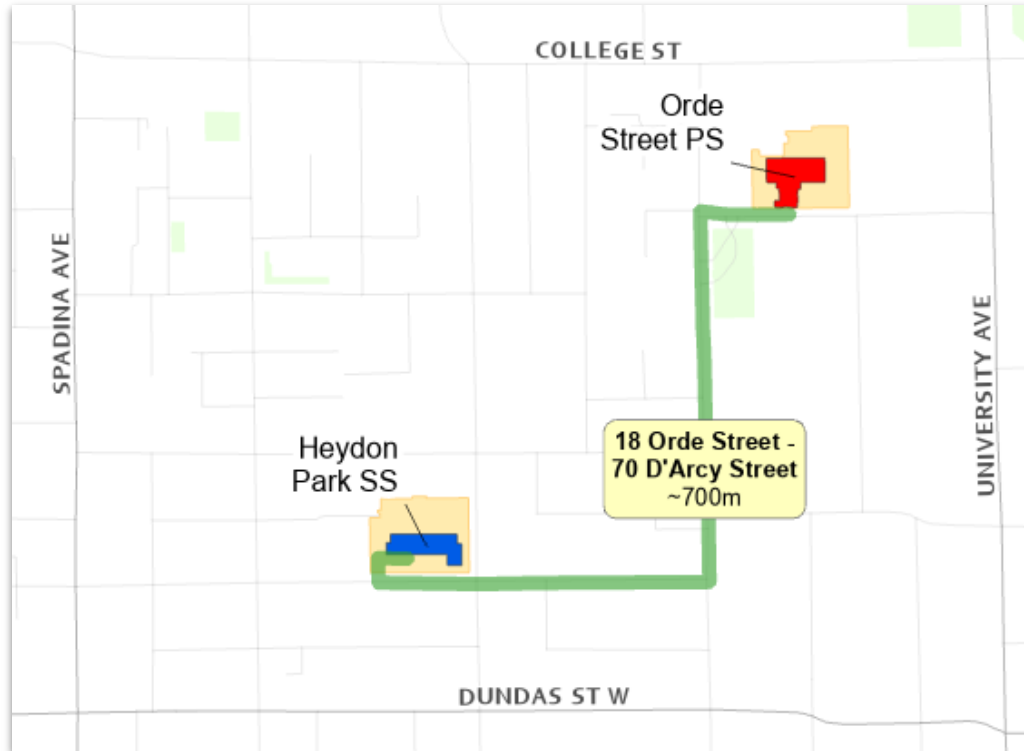 COLLEGE ST
Orde
Street PS
SPADINA AVE
UNIVERSITY AVE
18 Orde Street -
70 D'Arcy Street
~700m
Heydon
Park SS
DUNDAS ST W